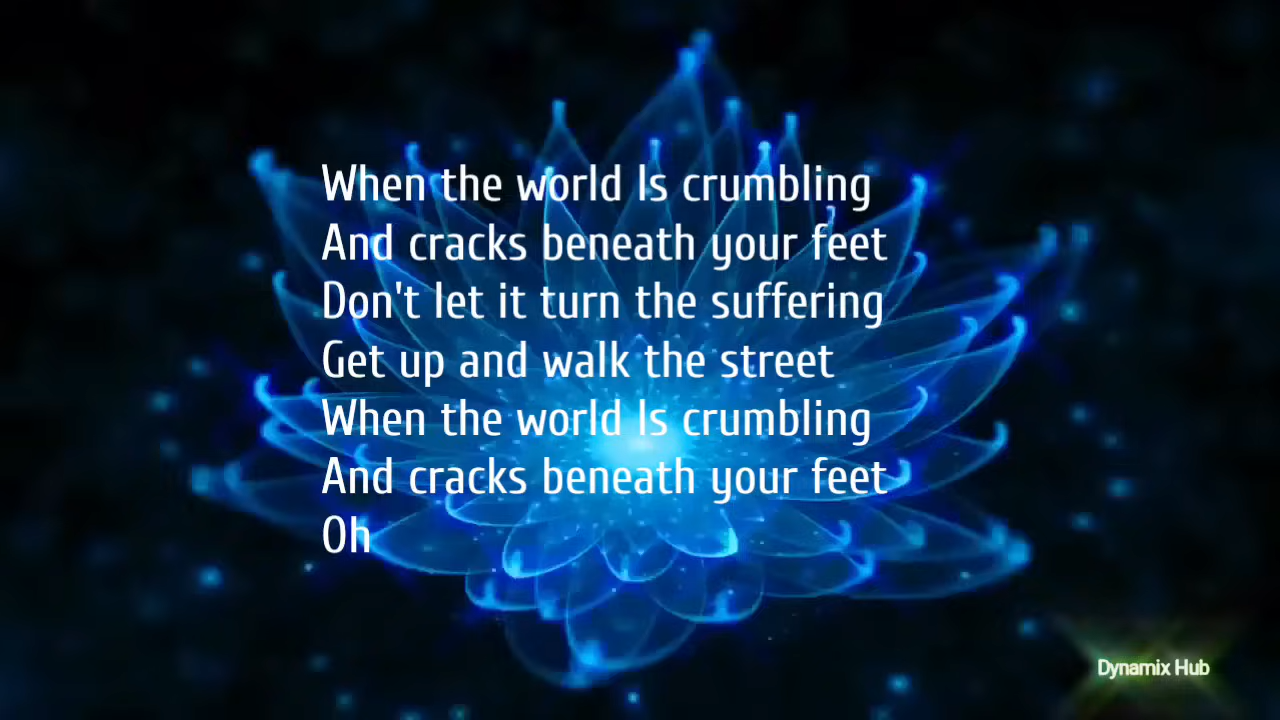 When the world Is crumbling
And cracks beneath your feet
Don't let it turn the suffering
Get up and walk the street
When the world Is crumbling
And cracks beneath your feet
Oh
Dynamix Hub